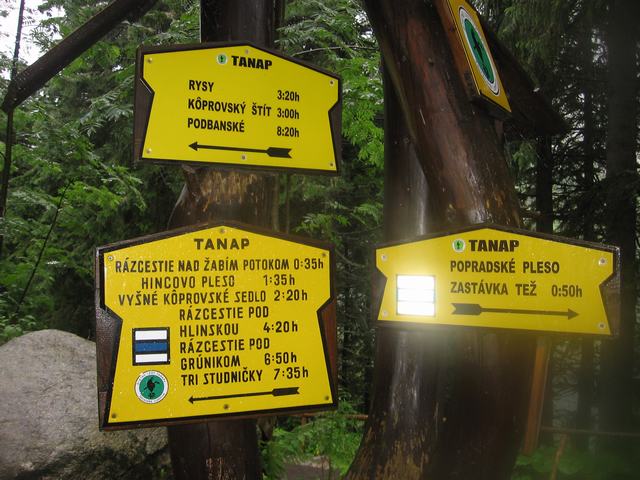 TANAP
RYSY 3:20h
KÔPROVSKÝ ŠTÍT 3:00h
PODBANSKÉ 8:20h
TANAP
RÁZCESTIE NAD ŽABÍM POTOKOM 0:35h
HINCOVO PLESO 1:35h
VYŠNÉ KÔPROVSKÉ SEDLO 2:20h
RÁZCESTIE POD
HLINSKOU 4:20h
RÁZCESTIE POD
GRÚNIKOM 6:50h
TRI STUDNIČKY 7:35h
TANAP
POPRADSKÉ PLESO
ZASTÁVKA TEŽ 0:50h